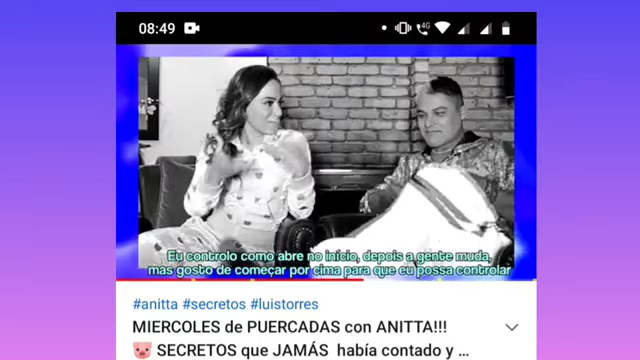 08:49
4G
Eu controlo como abre no início, depois a gente muda,
mas gosto de começar por cima para que eu possa controlar
#anitta #secretos #luistorres
MIERCOLES de PUERCADAS con ANITTA!!!
🐷 SECRETOS que JAMÁS había contado y ...